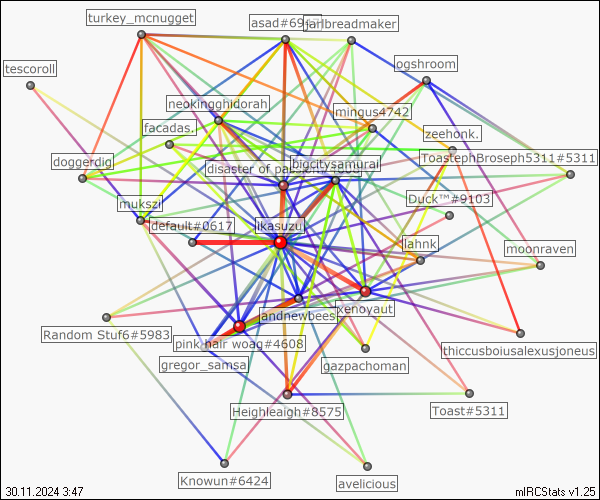 turkey_mcnugget
asad#69
jarlbreadmaker
tescoroll
ogshroom
neokingghidorah
mingus4742
facadas.
zeehonk.
doggerdig
disaster of
bigcitysamurai
ToastephBroseph5311#5311
mukszi
Duck™#9103
default#0617
ikasuzu
lahnk
moonraven
andnewbees
xenoyaut
Random Stuf6#5983
pink hair woag#4608
thiccusboiusalexusjoneus
gregor_samsa
gazpachoman
Heighleaigh#8575
Toast#5311
Knowun#6424
avelicious
30.11.2024 3:47
mIRCStats v1.25